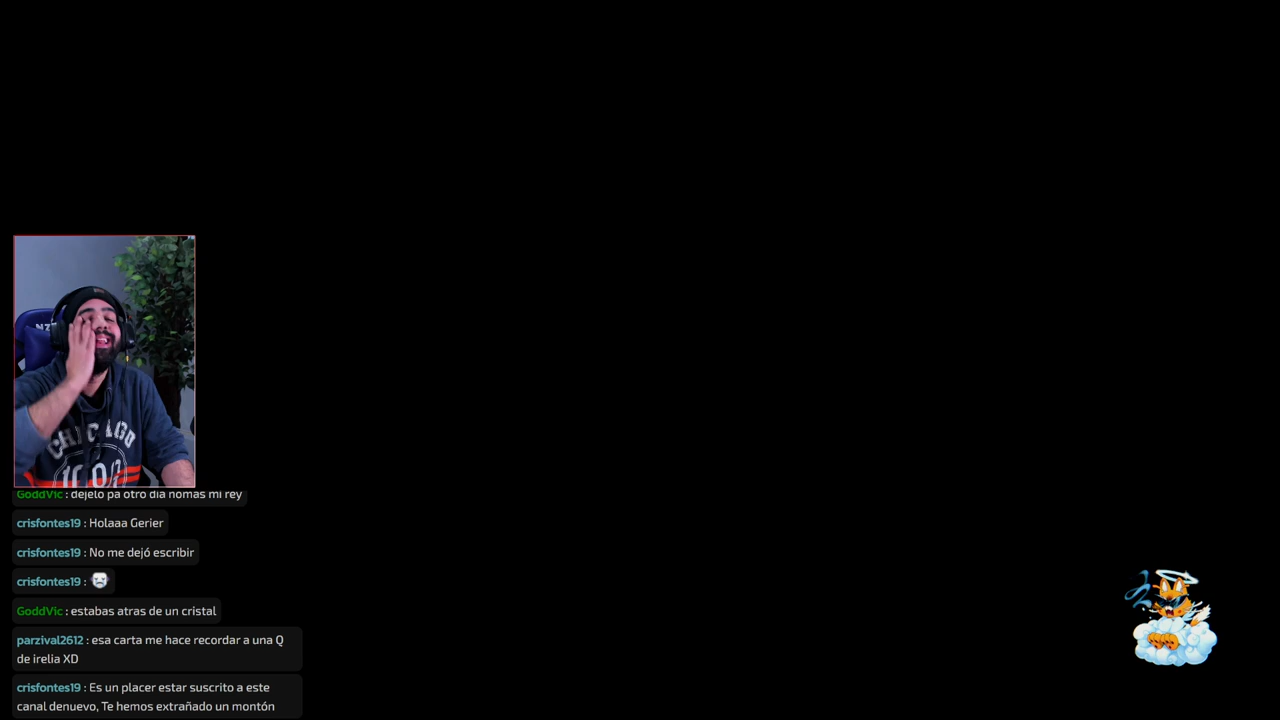 CHICAGO
GoddVic : dejelo pa otro dia nomas mi rey
crisfontes19 : Holaaa Gerier
crisfontes19 : No me dejó escribir
crisfontes19 :
GoddVic : estabas atras de un cristal
parzival2612 : esa carta me hace recordar a una Q
de irelia XD
crisfontes19 : Es un placer estar suscrito a este
canal denuevo, Te hemos extrañado un montón